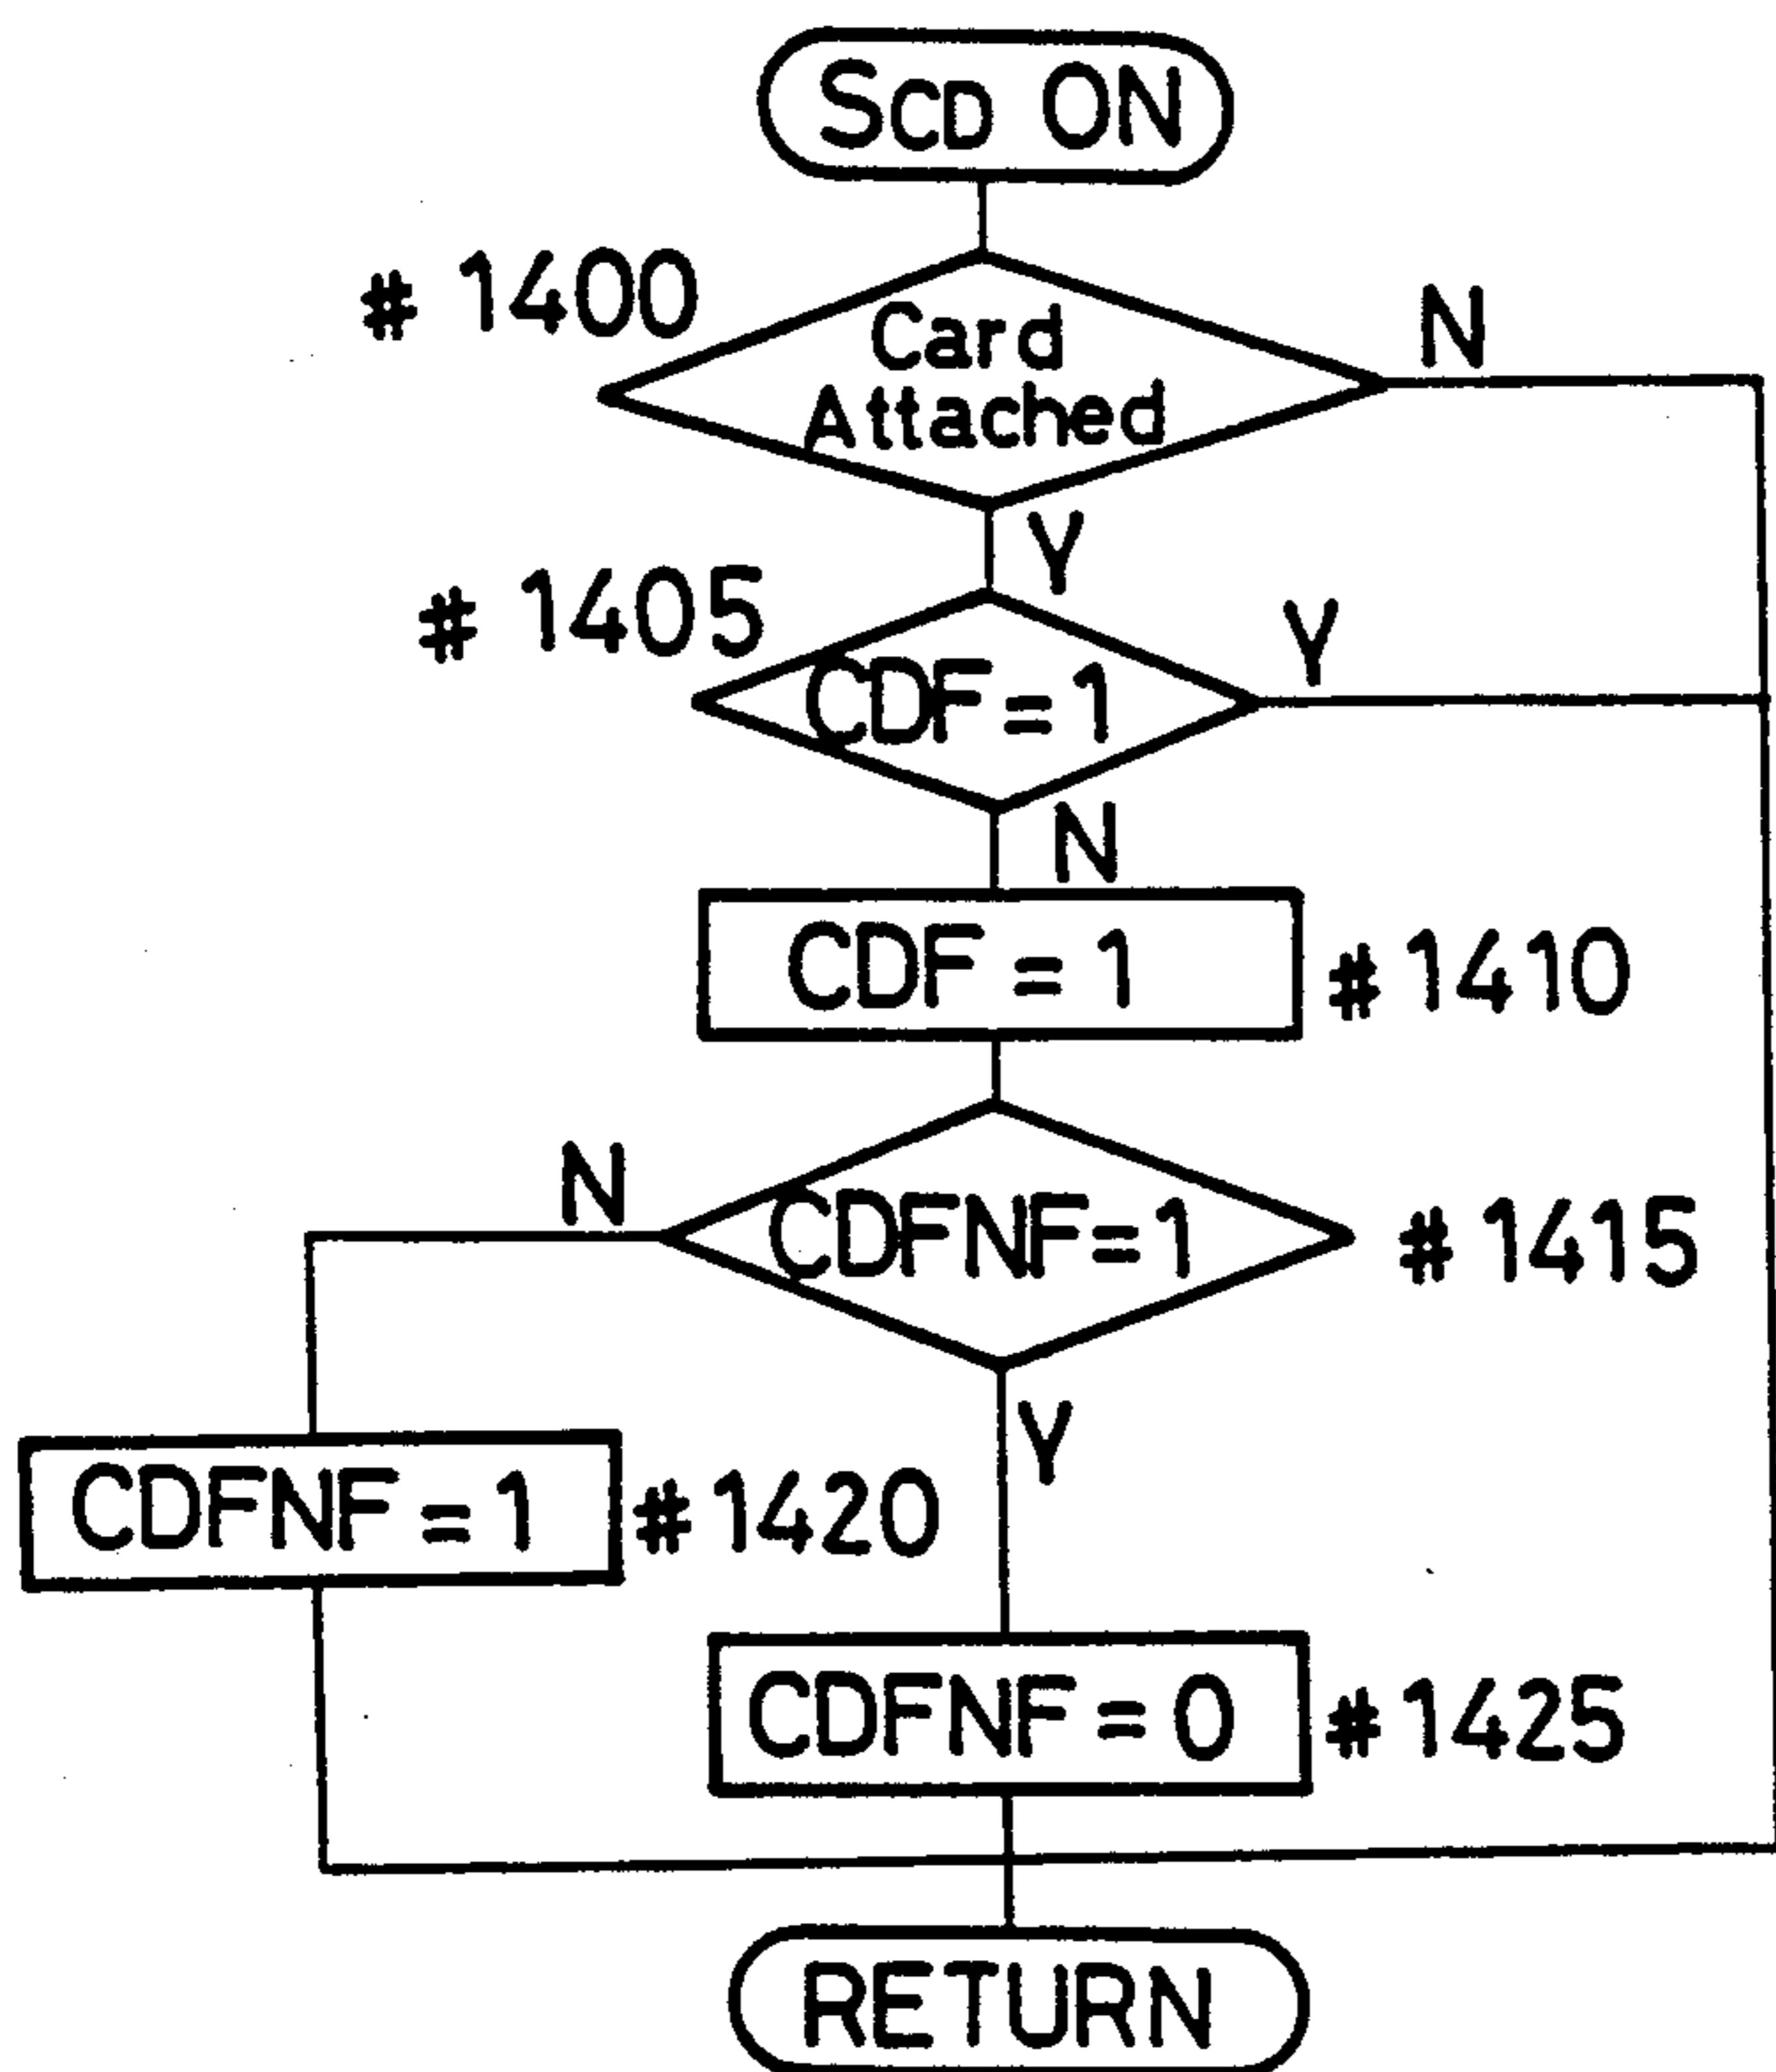 SCD ON
# 1400
Card
Attached
N
Y
# 1405
CDF=1
Y
N
CDF = 1
#1410
N
CDFNF=1
#1415
Y
CDFNF=1
#1420
CDFNF=0
#1425
RETURN